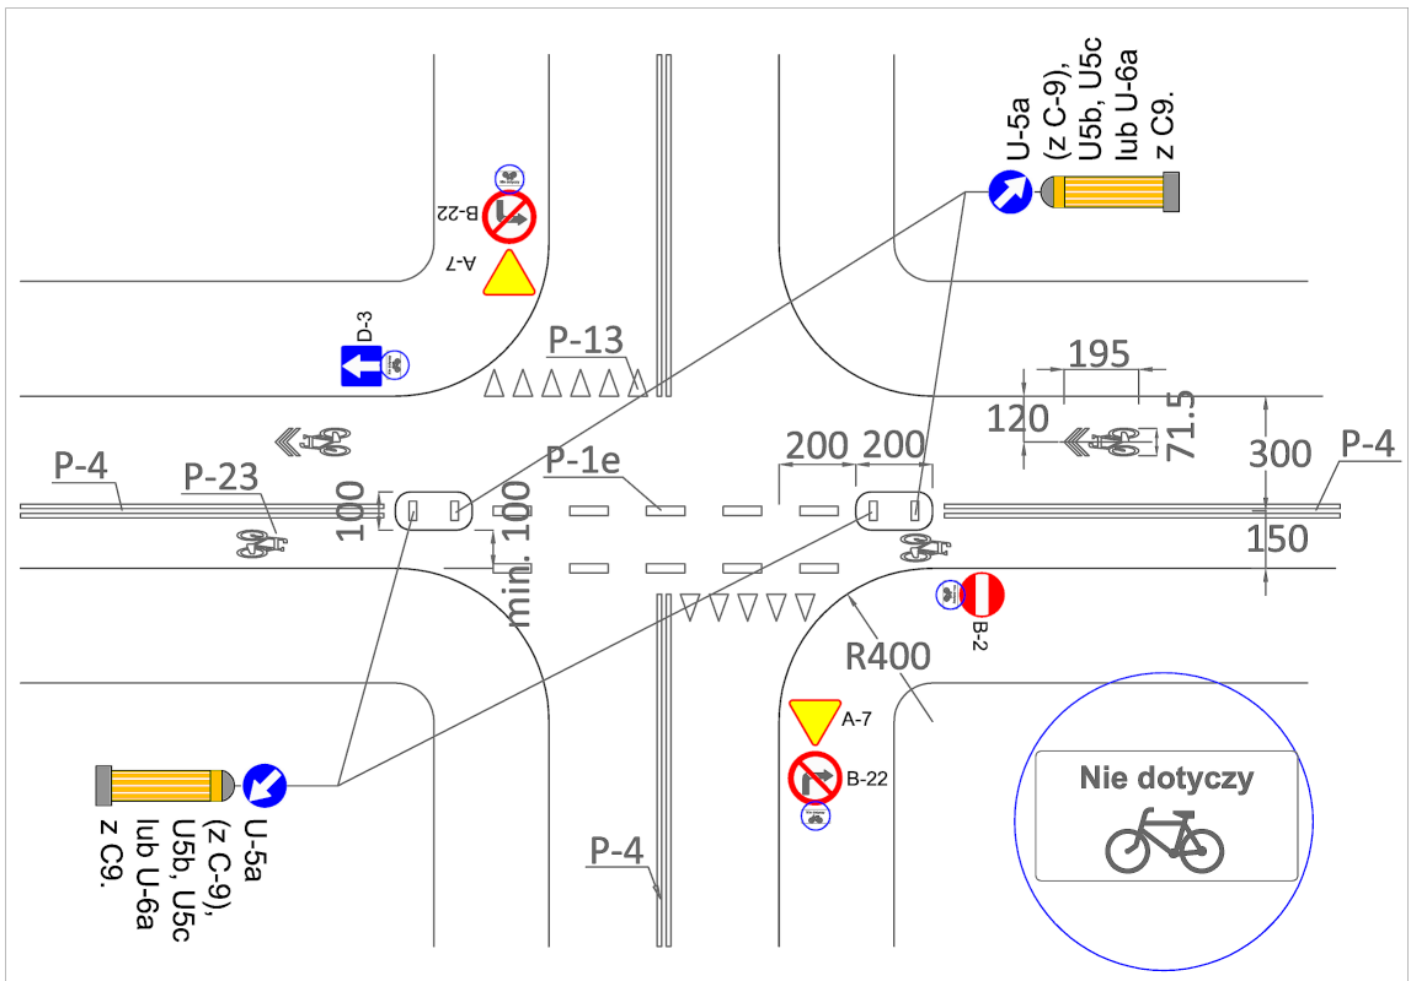 U-5a
(z C-9),
U5b, U5c
lub U-6a
z C9.
B-22
A-7
D-3
P-13
195
120
71.5
P-4
P-23
P-1e
200
200
300
P-4
100
min. 100
150
B-2
R400
A-7
B-22
Nie dotyczy
P-4
U-5a
(z C-9),
U5b, U5c
lub U-6a
z C9.